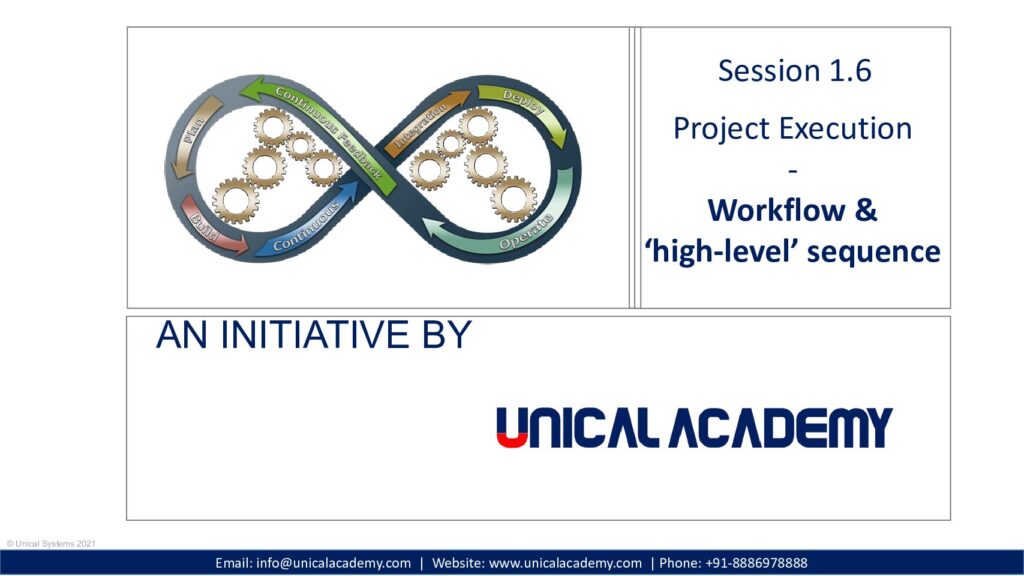 Plan
Build
Continuous
Integration
Deploy
Operate
Continuous Feedback
Session 1.6
Project Execution
-
Workflow &
‘high-level’ sequence
AN INITIATIVE BY
UNICAL ACADEMY
© Unical Systems 2021
Email: info@unicalacademy.com | Website: www.unicalacademy.com | Phone: +91-8886978888